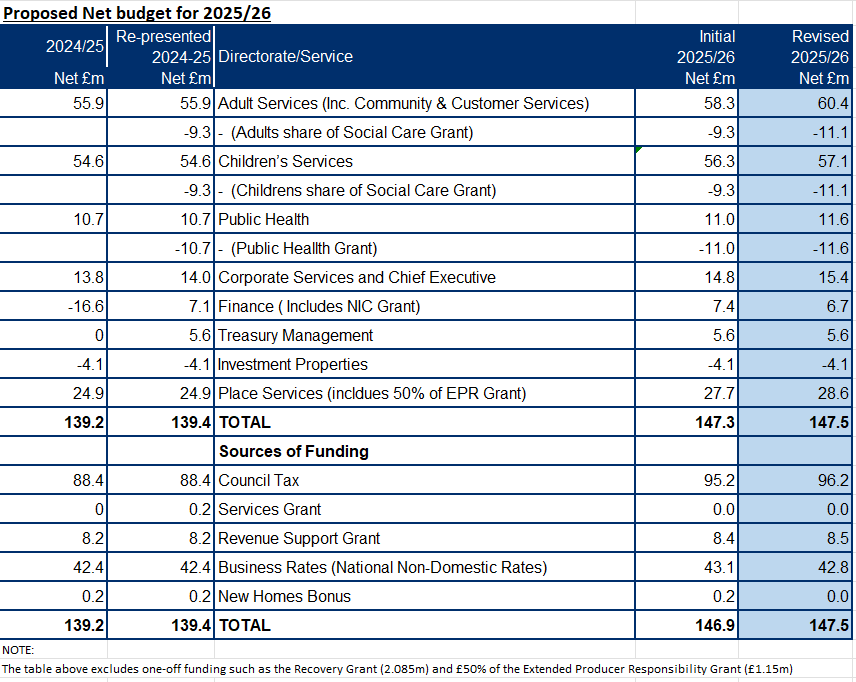 Proposed Net budget for 2025/26
2024/25 Net £m Re-presented 2024-25 Net £m Directorate/Service Initial 2025/26 Net £m Revised 2025/26 Net £m
55.9 55.9 Adult Services (Inc. Community & Customer Services) 58.3 60.4
-9.3 - (Adults share of Social Care Grant) -9.3 -11.1
54.6 54.6 Children’s Services 56.3 57.1
-9.3 - (Childrens share of Social Care Grant) -9.3 -11.1
10.7 10.7 Public Health 11.0 11.6
-10.7 - (Public Heallth Grant) -11.0 -11.6
13.8 14.0 Corporate Services and Chief Executive 14.8 15.4
-16.6 7.1 Finance ( Includes NIC Grant) 7.4 6.7
0 5.6 Treasury Management 5.6 5.6
-4.1 -4.1 Investment Properties -4.1 -4.1
24.9 24.9 Place Services (incldues 50% of EPR Grant) 27.7 28.6
139.2 139.4 TOTAL 147.3 147.5
Sources of Funding
88.4 88.4 Council Tax 95.2 96.2
0 0.2 Services Grant 0.0 0.0
8.2 8.2 Revenue Support Grant 8.4 8.5
42.4 42.4 Business Rates (National Non-Domestic Rates) 43.1 42.8
0.2 0.2 New Homes Bonus 0.2 0.0
139.2 139.4 TOTAL 146.9 147.5
NOTE:
The table above excludes one-off funding such as the Recovery Grant (2.085m) and £50% of the Extended Producer Responsibility Grant (£1.15m)